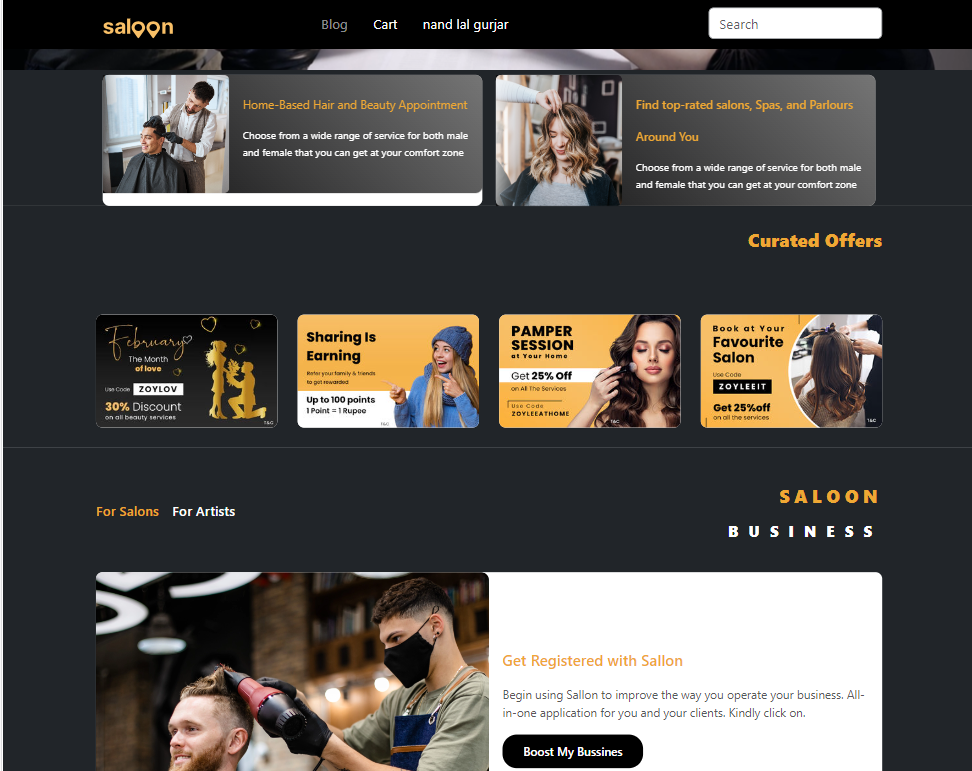 saloon
Blog
Cart
nand lal gurjar
Search
Home-Based Hair and Beauty Appointment
Choose from a wide range of service for both male
and female that you can get at your comfort zone
Find top-rated salons, Spas, and Parlours
Around You
Choose from a wide range of service for both male
and female that you can get at your comfort zone
Curated Offers
February
The Month
of love
Use Code ZOYLOV
30% Discount
on all beauty services
T&C
Sharing Is
Earning
Refer your family & friends
to get rewarded
Up to 100 points
1 Point = 1 Rupee
T&C
PAMPER
SESSION
at Your Home
Get 25% Off
on All The Services
Use Code
ZOYLEEATHOME
T&C
Book at Your
Favourite
Salon
Use Code
ZOYLEEIT
Get 25%off
on all the services
T&C
For Salons
For Artists
SALOON
BUSINESS
Get Registered with Sallon
Begin using Sallon to improve the way you operate your business. All-
in-one application for you and your clients. Kindly click on.
Boost My Bussines